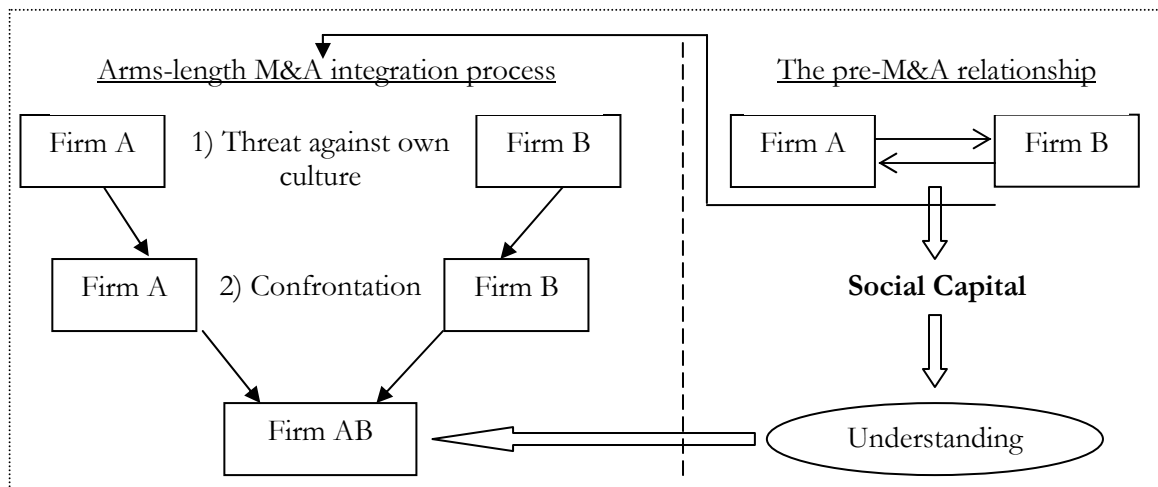 Arms-length M&A integration process
Firm A
1) Threat against own
culture
Firm B
Firm A
2) Confrontation
Firm B
Firm AB
The pre-M&A relationship
Firm A
Firm B
Social Capital
Understanding